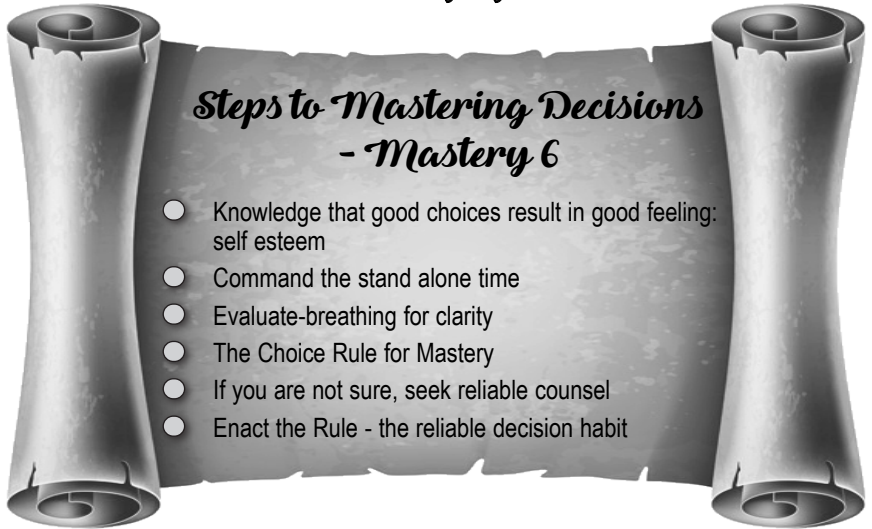 Steps to Mastering Decisions
- Mastery 6
Knowledge that good choices result in good feeling:
self esteem
Command the stand alone time
Evaluate-breathing for clarity
The Choice Rule for Mastery
If you are not sure, seek reliable counsel
Enact the Rule - the reliable decision habit